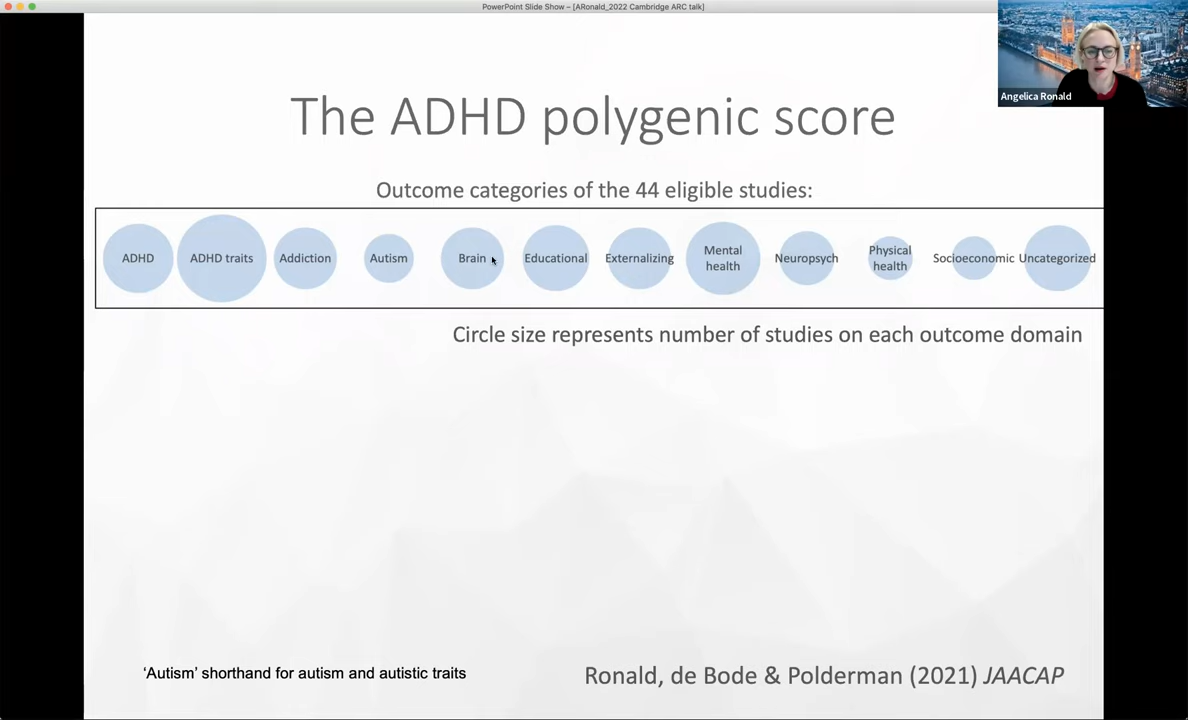 PowerPoint Slide Show – [ARonald_2022 Cambridge ARC talk]
Angelica Ronald
The ADHD polygenic score
Outcome categories of the 44 eligible studies:
ADHD
ADHD traits
Addiction
Autism
Brain
Educational
Externalizing
Mental
health
Neuropsych
Physical
health
Socioeconomic
Uncategorized
Circle size represents number of studies on each outcome domain
‘Autism’ shorthand for autism and autistic traits
Ronald, de Bode & Polderman (2021) JAACAP